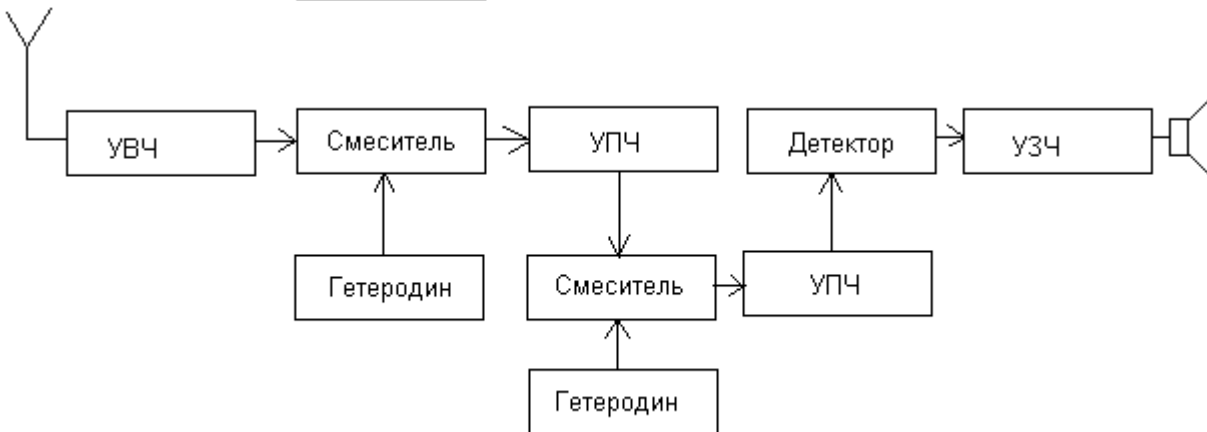 УВЧ
Смеситель
УПЧ
Детектор
УЗЧ
Гетеродин
Смеситель
УПЧ
Гетеродин